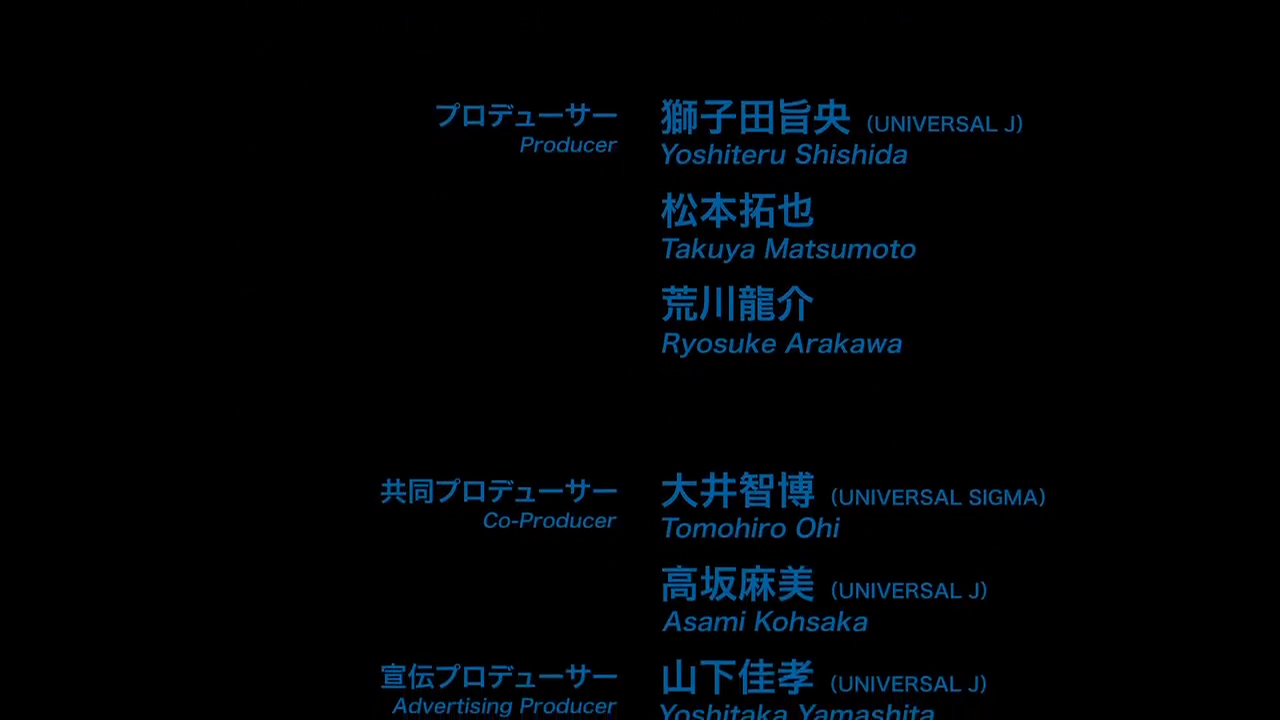 プロデューサー 獅子田旨央 (UNIVERSAL J)
Producer Yoshiteru Shishida
松本拓也
Takuya Matsumoto
荒川龍介
Ryosuke Arakawa
共同プロデューサー 大井智博 (UNIVERSAL SIGMA)
Co-Producer Tomohiro Ohi
高坂麻美 (UNIVERSAL J)
Asami Kohsaka
宣伝プロデューサー 山下佳孝 (UNIVERSAL J)
Advertising Producer Yoshitaka Yamashita